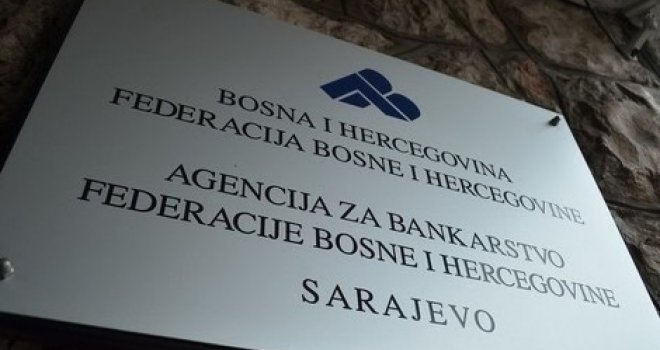 BOSNA I HERCEGOVINA
FEDERACIJA BOSNE I HERCEGOVINE
AGENCIJA ZA BANKARSTVO
FEDERACIJE BOSNE I HERCEGOVINE
SARAJEVO